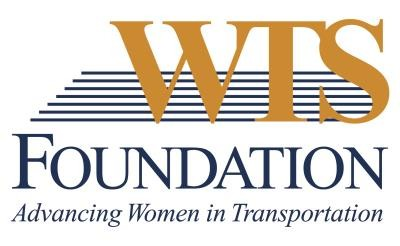 WTS
FOUNDATION
Advancing Women in Transportation